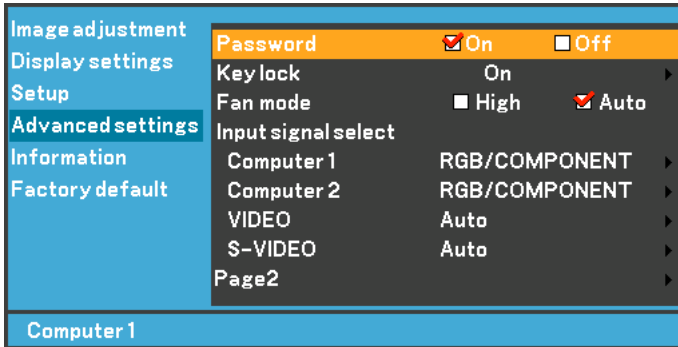 Image adjustment
Display settings
Setup
Advanced settings
Information
Factory default
Password On Off
Key lock On
Fan mode High Auto
Input signal select
Computer 1 RGB/COMPONENT
Computer 2 RGB/COMPONENT
VIDEO Auto
S-VIDEO Auto
Page2
Computer 1